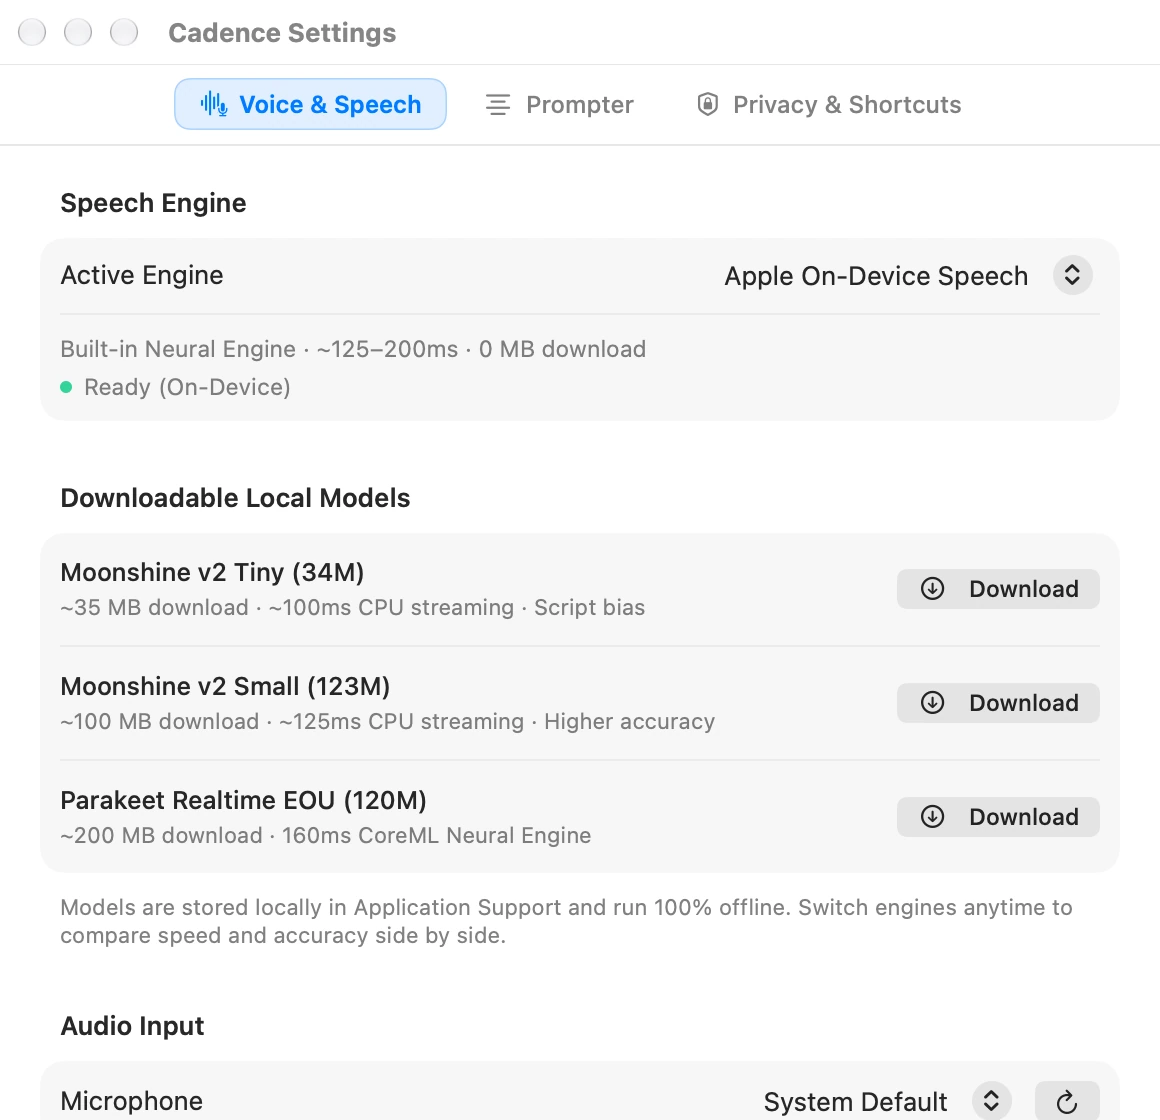 Cadence Settings
Voice & Speech
Prompter
Privacy & Shortcuts
Speech Engine
Active Engine
Apple On-Device Speech
Built-in Neural Engine · ~125–200ms · 0 MB download
Ready (On-Device)
Downloadable Local Models
Moonshine v2 Tiny (34M)
~35 MB download · ~100ms CPU streaming · Script bias
Download
Moonshine v2 Small (123M)
~100 MB download · ~125ms CPU streaming · Higher accuracy
Download
Parakeet Realtime EOU (120M)
~200 MB download · 160ms CoreML Neural Engine
Download
Models are stored locally in Application Support and run 100% offline. Switch engines anytime to
compare speed and accuracy side by side.
Audio Input
Microphone
System Default